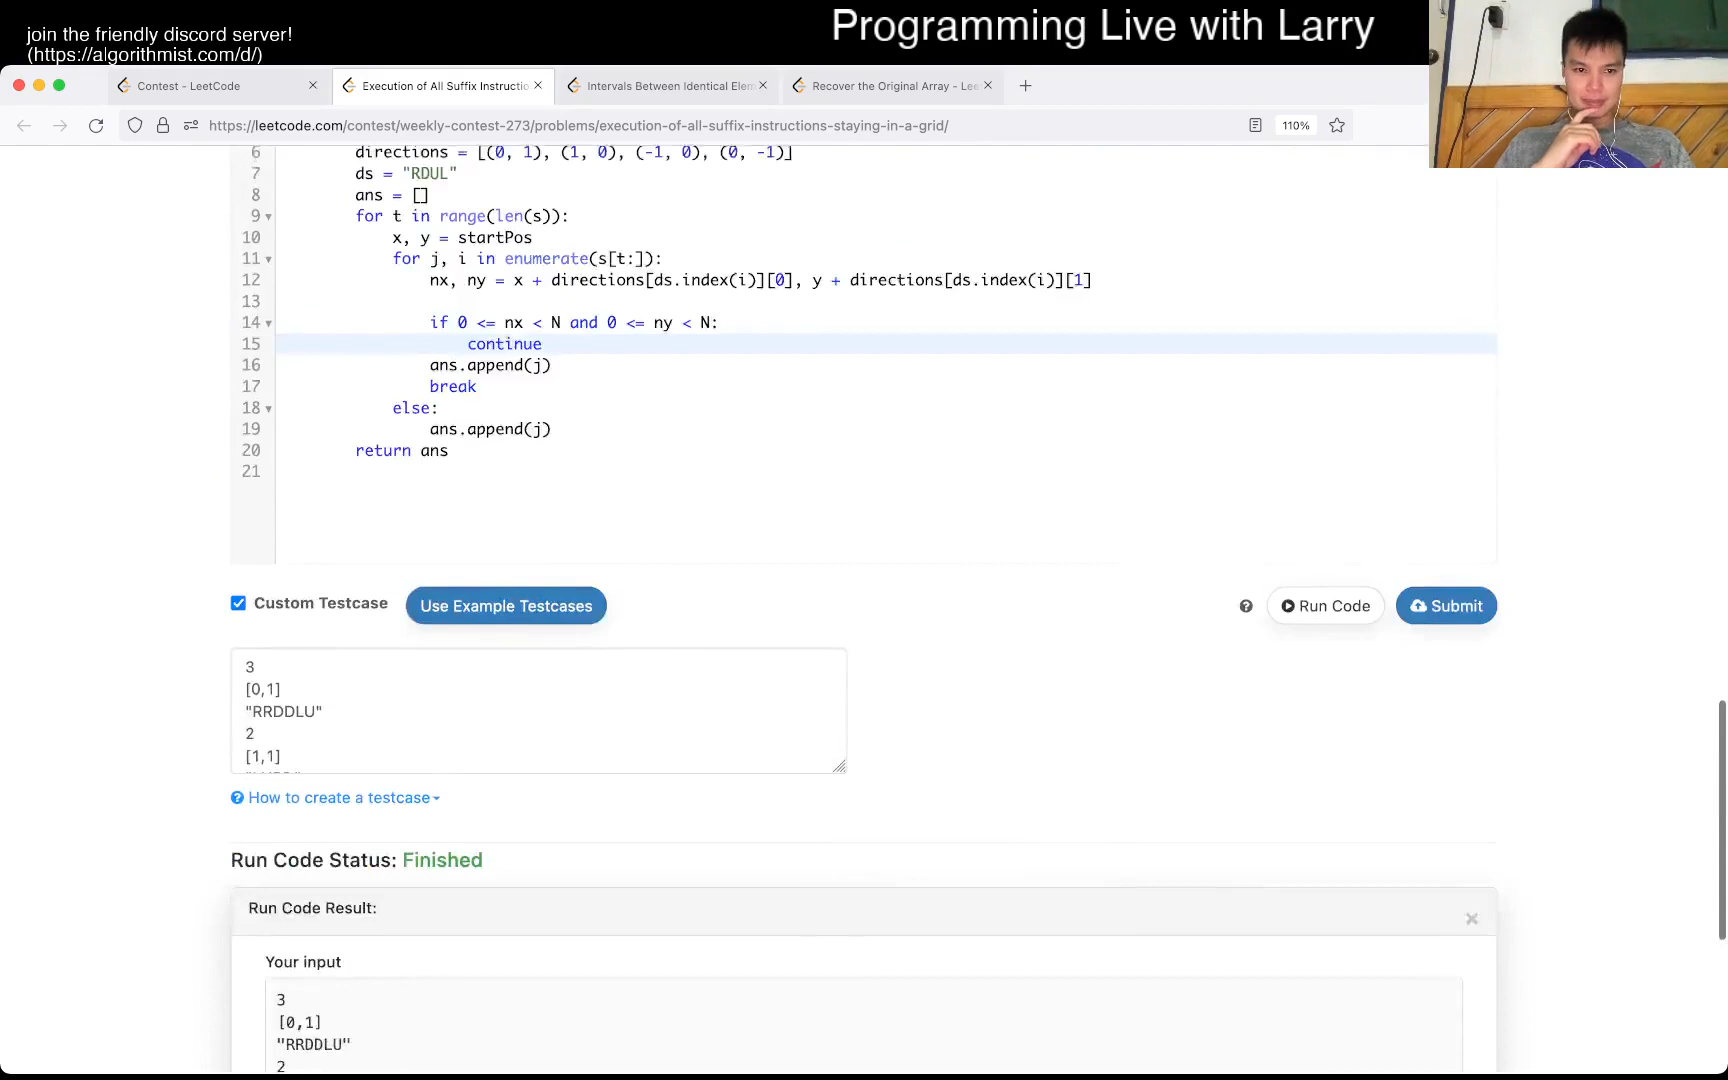 join the friendly discord server!
(https://algorithmist.com/d/)
Programming Live with Larry
Contest - LeetCode
Execution of All Suffix Instructio
Intervals Between Identical Elem
Recover the Original Array - Lee
https://leetcode.com/contest/weekly-contest-273/problems/execution-of-all-suffix-instructions-staying-in-a-grid/
110%
6 directions = [(0, 1), (1, 0), (-1, 0), (0, -1)]
7 ds = "RDUL"
8 ans = []
9 for t in range(len(s)):
10 x, y = startPos
11 for j, i in enumerate(s[t:]):
12 nx, ny = x + directions[ds.index(i)][0], y + directions[ds.index(i)][1]
13
14 if 0 <= nx < N and 0 <= ny < N:
15 continue
16 ans.append(j)
17 break
18 else:
19 ans.append(j)
20 return ans
21
Custom Testcase
Use Example Testcases
Run Code
Submit
3
[0,1]
"RRDDLU"
2
[1,1]
How to create a testcase
Run Code Status: Finished
Run Code Result:
Your input
3
[0,1]
"RRDDLU"
2